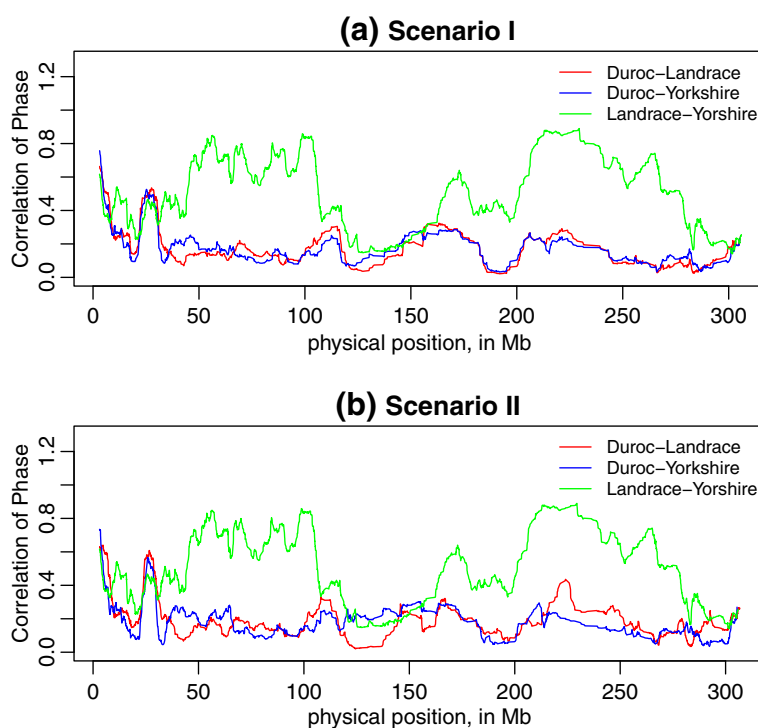 (a) Scenario I
Correlation of Phase
0.0 0.4 0.8 1.2
Duroc–Landrace
Duroc–Yorkshire
Landrace–Yorshire
0 50 100 150 200 250 300
physical position, in Mb
(b) Scenario II
Correlation of Phase
0.0 0.4 0.8 1.2
Duroc–Landrace
Duroc–Yorkshire
Landrace–Yorshire
0 50 100 150 200 250 300
physical position, in Mb